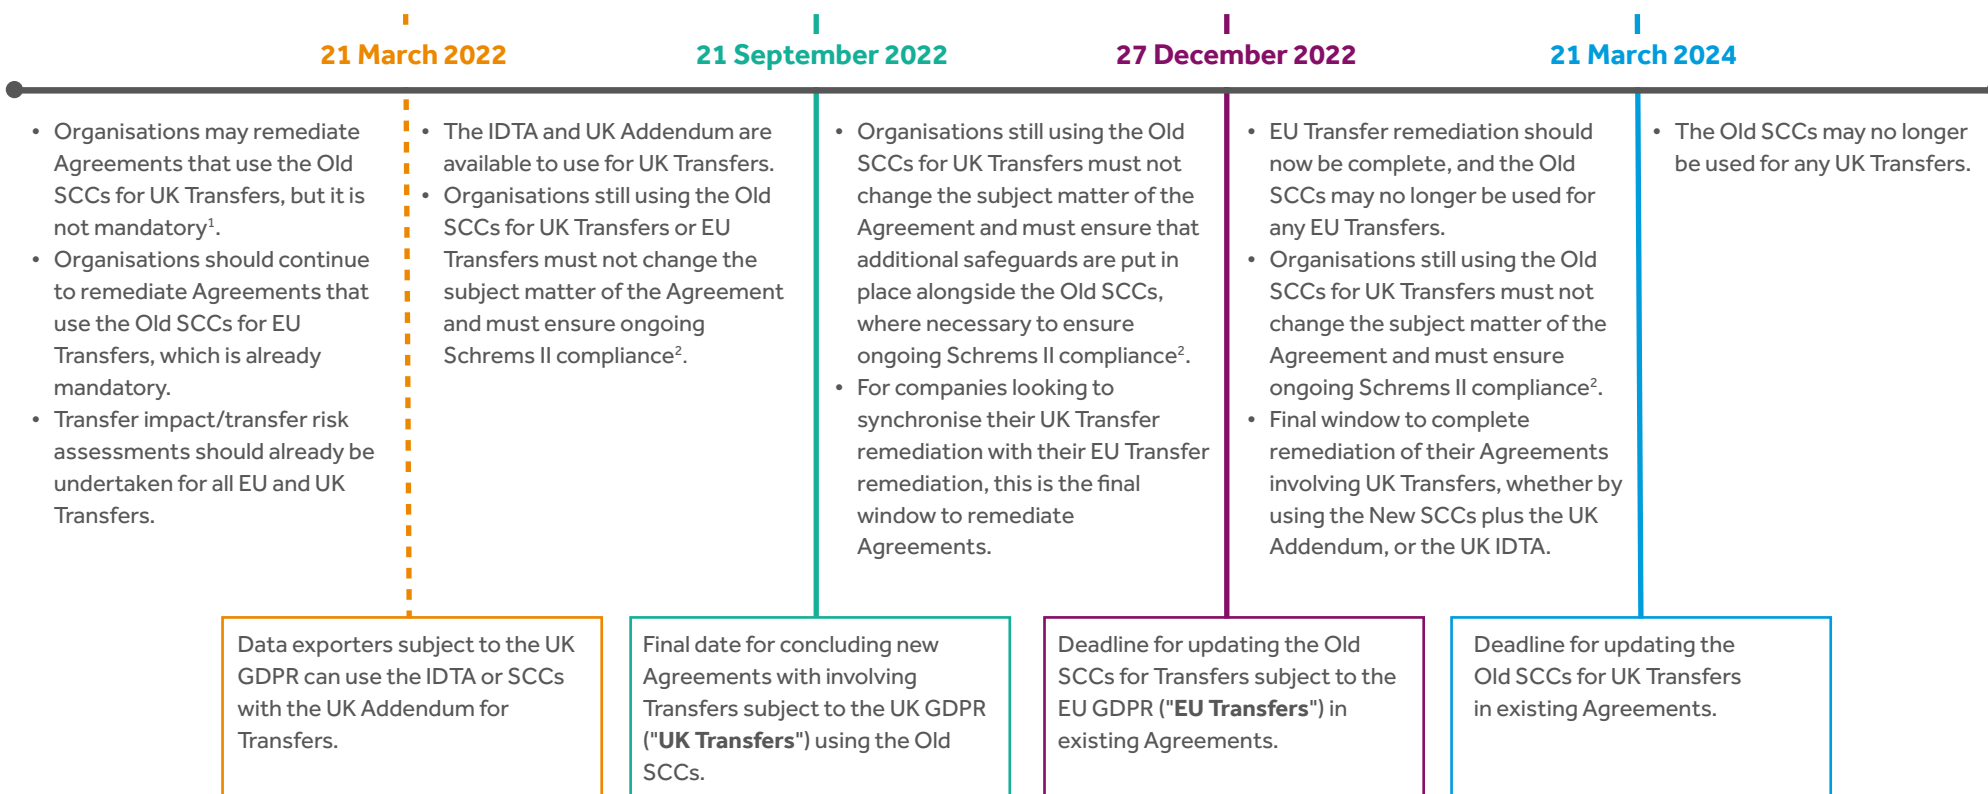 21 March 2022
21 September 2022
27 December 2022
21 March 2024
• Organisations may remediate
Agreements that use the Old
SCCs for UK Transfers, but it is
not mandatory¹.
• Organisations should continue
to remediate Agreements that
use the Old SCCs for EU
Transfers, which is already
mandatory.
• Transfer impact/transfer risk
assessments should already be
undertaken for all EU and UK
Transfers.
• The IDTA and UK Addendum are
available to use for UK Transfers.
• Organisations still using the Old
SCCs for UK Transfers or EU
Transfers must not change the
subject matter of the Agreement
and must ensure ongoing
Schrems II compliance².
• Organisations still using the Old
SCCs for UK Transfers must not
change the subject matter of the
Agreement and must ensure that
additional safeguards are put in
place alongside the Old SCCs,
where necessary to ensure
ongoing Schrems II compliance².
• For companies looking to
synchronise their UK Transfer
remediation with their EU Transfer
remediation, this is the final
window to remediate
Agreements.
• EU Transfer remediation should
now be complete, and the Old
SCCs may no longer be used for
any EU Transfers.
• Organisations still using the Old
SCCs for UK Transfers must not
change the subject matter of the
Agreement and must ensure
ongoing Schrems II compliance².
• Final window to complete
remediation of their Agreements
involving UK Transfers, whether by
using the New SCCs plus the UK
Addendum, or the UK IDTA.
• The Old SCCs may no longer
be used for any UK Transfers.
Data exporters subject to the UK
GDPR can use the IDTA or SCCs
with the UK Addendum for
Transfers.
Final date for concluding new
Agreements with involving
Transfers subject to the UK GDPR
("UK Transfers") using the Old
SCCs.
Deadline for updating the Old
SCCs for Transfers subject to the
EU GDPR ("EU Transfers") in
existing Agreements.
Deadline for updating the
Old SCCs for UK Transfers
in existing Agreements.